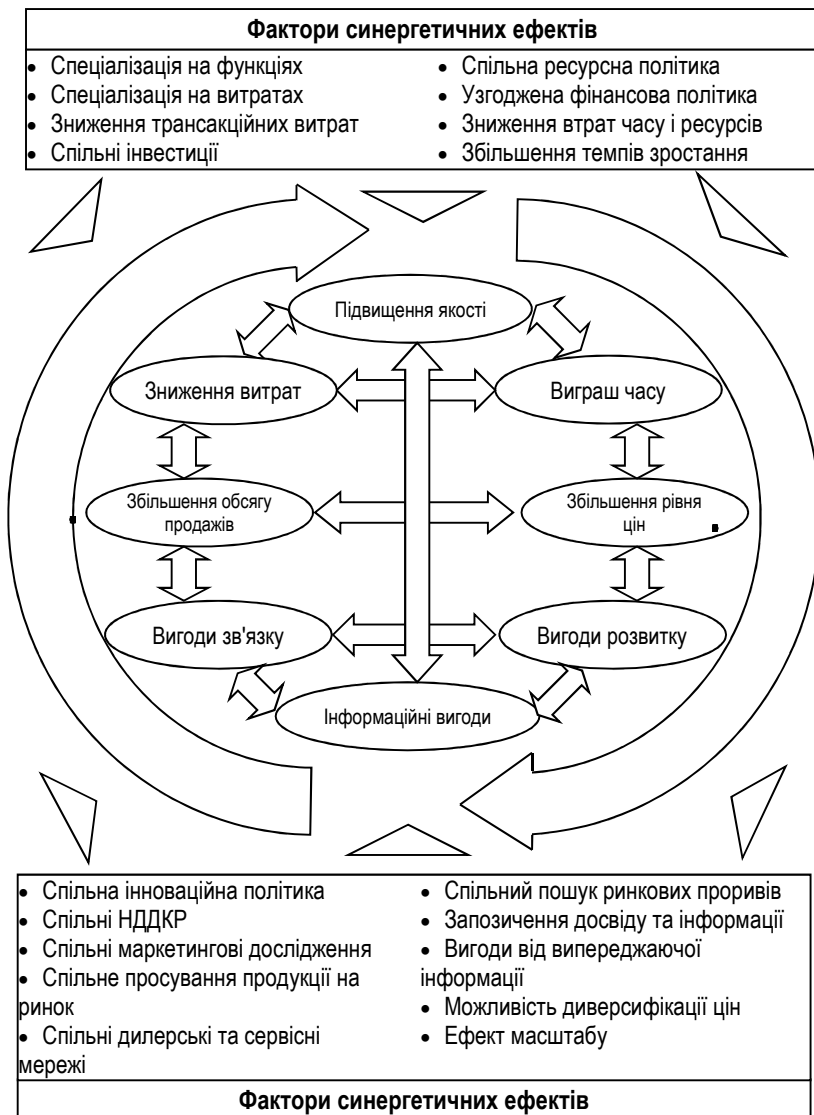 Фактори синергетичних ефектів
• Спеціалізація на функціях
• Спеціалізація на витратах
• Зниження трансакційних витрат
• Спільні інвестиції
• Спільна ресурсна політика
• Узгоджена фінансова політика
• Зниження втрат часу і ресурсів
• Збільшення темпів зростання
Підвищення якості
Зниження витрат
Виграш часу
Збільшення обсягу
продажів
Збільшення рівня
цін
Вигоди зв'язку
Вигоди розвитку
Інформаційні вигоди
• Спільна інноваційна політика
• Спільні НДДКР
• Спільні маркетингові дослідження
• Спільне просування продукції на
ринок
• Спільні дилерські та сервісні
мережі
• Спільний пошук ринкових проривів
• Запозичення досвіду та інформації
• Вигоди від випереджаючої
інформації
• Можливість диверсифікації цін
• Ефект масштабу
Фактори синергетичних ефектів